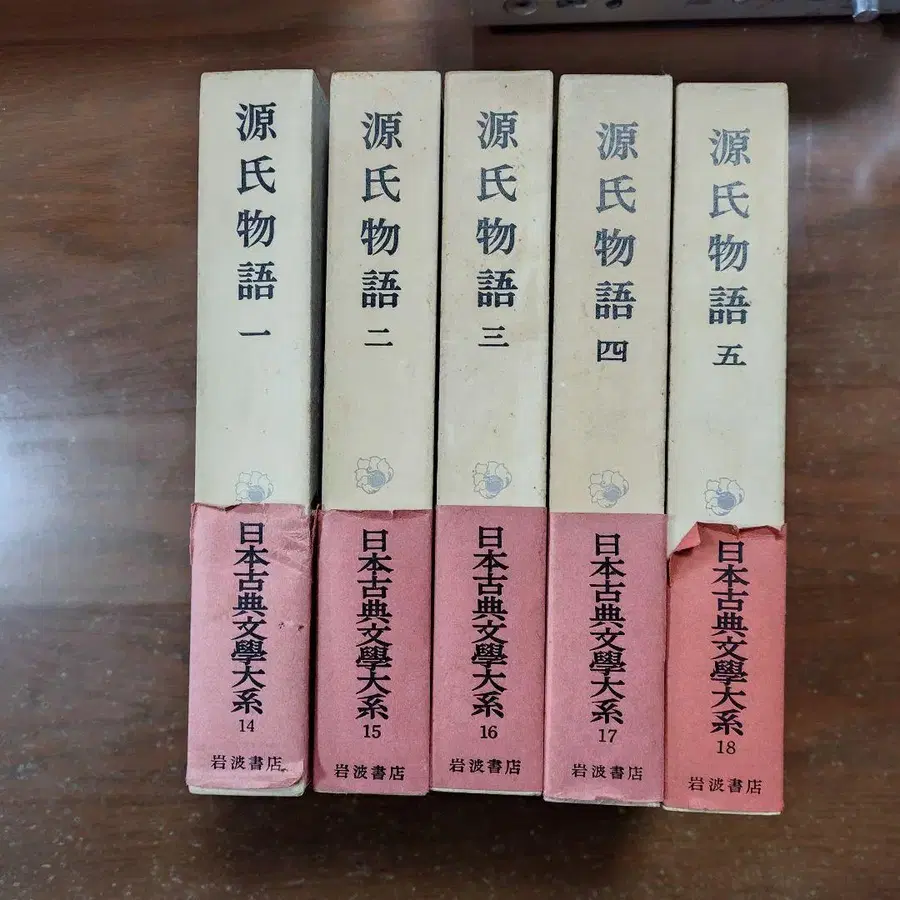 源氏物語 一
日本古典文學大系
14
岩波書店
源氏物語 二
日本古典文學大系
15
岩波書店
源氏物語 三
日本古典文學大系
16
岩波書店
源氏物語 四
日本古典文學大系
17
岩波書店
源氏物語 五
日本古典文學大系
18
岩波書店